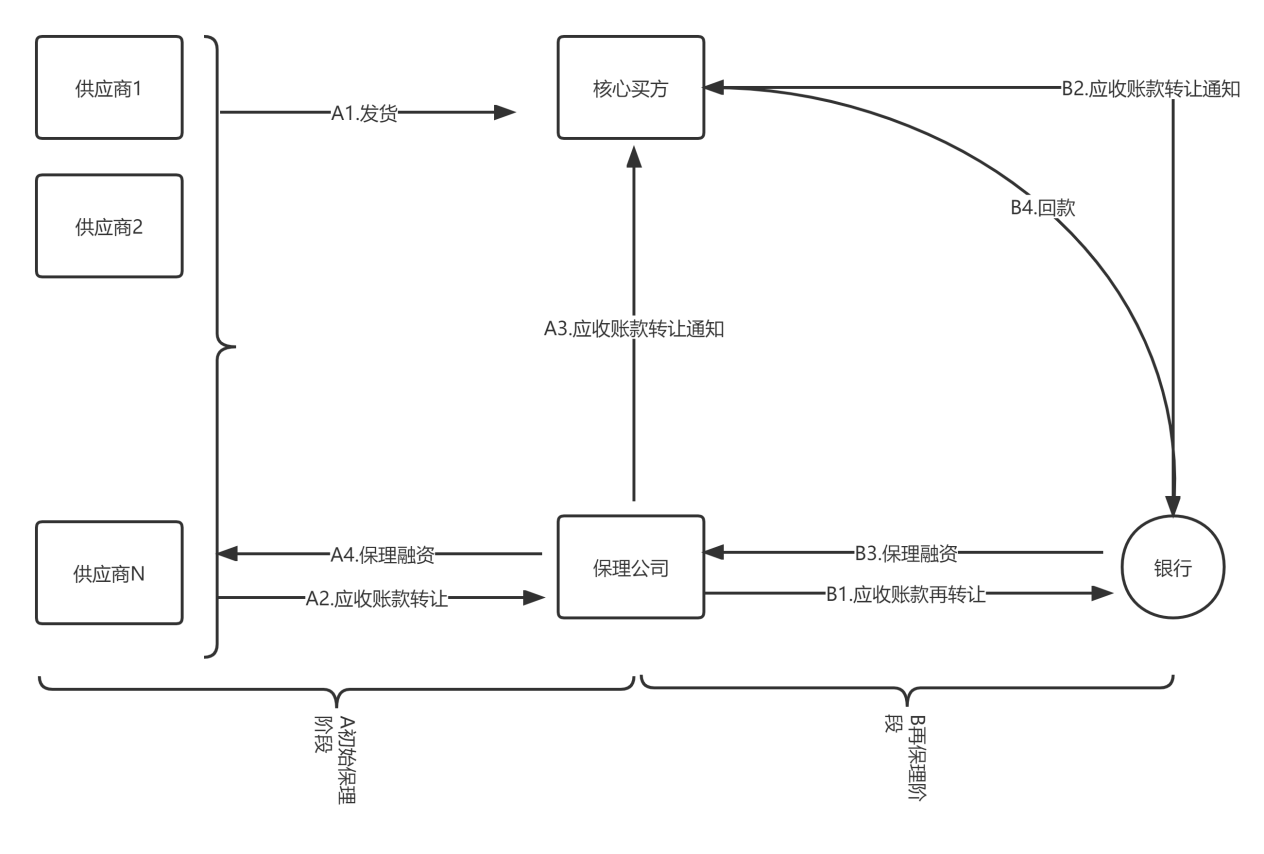 供应商1
核心买方
B2.应收账款转让通知
A1.发货
供应商2
B4.回款
A3.应收账款转让通知
供应商N
A4.保理融资
A2.应收账款转让
保理公司
B3.保理融资
B1.应收账款再转让
银行
A初始保理
阶段
B再保理阶
段